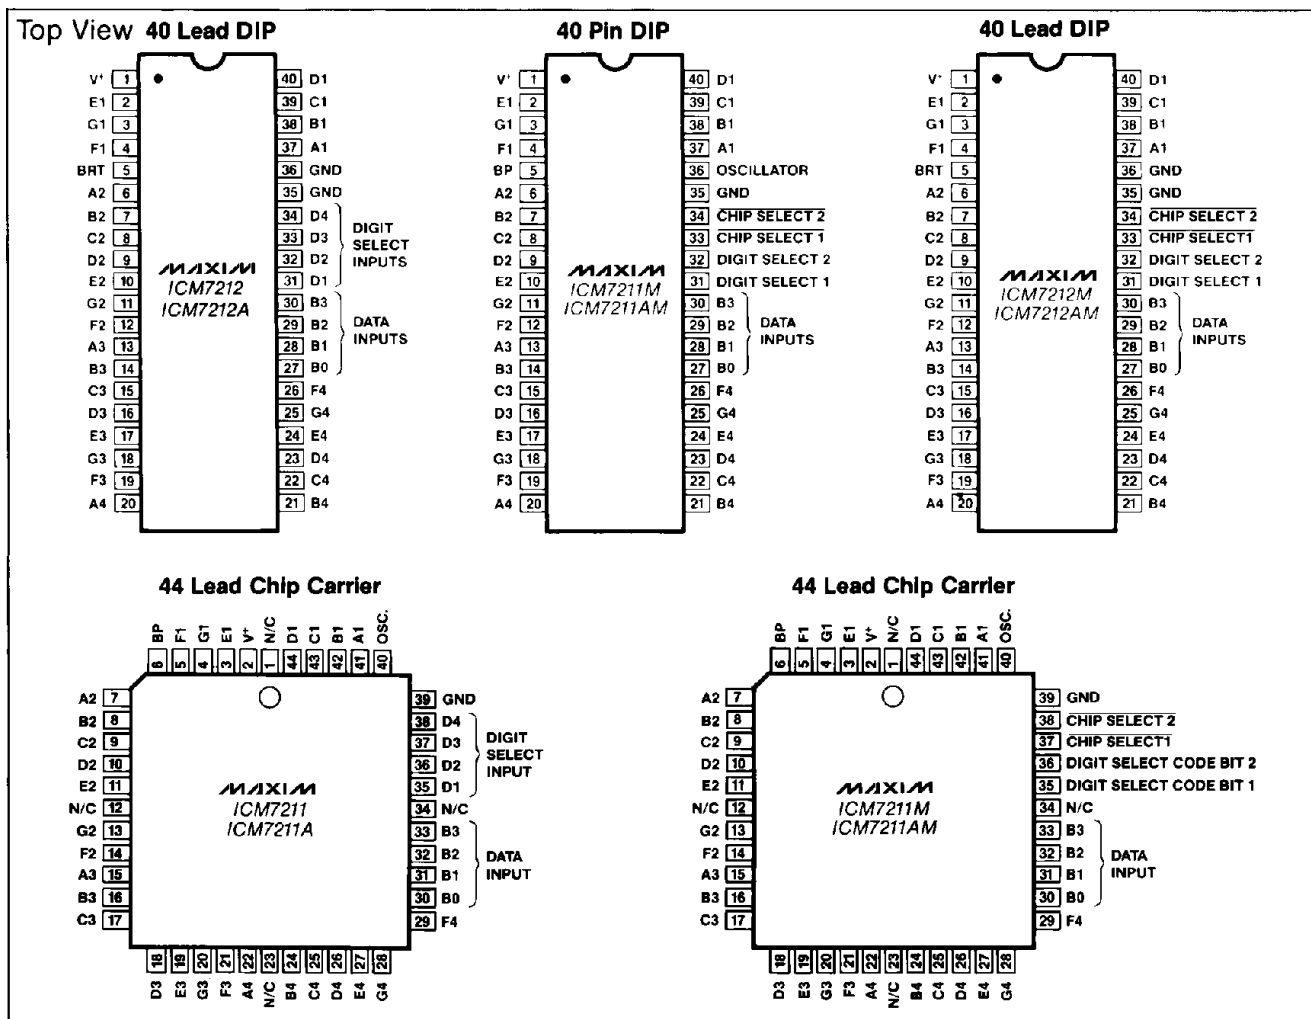 Top View
40 Lead DIP
V⁺ 1 40 D1
E1 2 39 C1
G1 3 38 B1
F1 4 37 A1
BRT 5 36 GND
A2 6 35 GND
B2 7 34 D4
C2 8 33 D3
D2 9 32 D2
E2 10 31 D1
G2 11 30 B3
F2 12 29 B2
A3 13 28 B1
B3 14 27 B0
C3 15 26 F4
D3 16 25 G4
E3 17 24 E4
G3 18 23 D4
F3 19 22 C4
A4 20 21 B4
DIGIT
SELECT
INPUTS
DATA
INPUTS
MAXIM
ICM7212
ICM7212A
40 Pin DIP
V⁺ 1 40 D1
E1 2 39 C1
G1 3 38 B1
F1 4 37 A1
BP 5 36 OSCILLATOR
A2 6 35 GND
B2 7 34 CHIP SELECT 2
C2 8 33 CHIP SELECT 1
D2 9 32 DIGIT SELECT 2
E2 10 31 DIGIT SELECT 1
G2 11 30 B3
F2 12 29 B2
A3 13 28 B1
B3 14 27 B0
C3 15 26 F4
D3 16 25 G4
E3 17 24 E4
G3 18 23 D4
F3 19 22 C4
A4 20 21 B4
DATA
INPUTS
MAXIM
ICM7211M
ICM7211AM
40 Lead DIP
V⁺ 1 40 D1
E1 2 39 C1
G1 3 38 B1
F1 4 37 A1
BRT 5 36 GND
A2 6 35 GND
B2 7 34 CHIP SELECT 2
C2 8 33 CHIP SELECT1
D2 9 32 DIGIT SELECT 2
E2 10 31 DIGIT SELECT 1
G2 11 30 B3
F2 12 29 B2
A3 13 28 B1
B3 14 27 B0
C3 15 26 F4
D3 16 25 G4
E3 17 24 E4
G3 18 23 D4
F3 19 22 C4
A4 20 21 B4
DATA
INPUTS
MAXIM
ICM7212M
ICM7212AM
44 Lead Chip Carrier
BP F1 G1 E1 V⁺ N/C D1 C1 B1 A1 OSC.
6 5 4 3 2 1 44 43 42 41 40
A2 7 39 GND
B2 8 38 D4
C2 9 37 D3
D2 10 36 D2
E2 11 35 D1
N/C 12 34 N/C
G2 13 33 B3
F2 14 32 B2
A3 15 31 B1
B3 16 30 B0
C3 17 29 F4
DIGIT
SELECT
INPUT
DATA
INPUT
MAXIM
ICM7211
ICM7211A
18 19 20 21 22 23 24 25 26 27 28
D3 E3 G3 F3 A4 N/C B4 C4 D4 E4 G4
44 Lead Chip Carrier
BP F1 G1 E1 V⁺ N/C D1 C1 B1 A1 OSC.
6 5 4 3 2 1 44 43 42 41 40
A2 7 39 GND
B2 8 38 CHIP SELECT 2
C2 9 37 CHIP SELECT1
D2 10 36 DIGIT SELECT CODE BIT 2
E2 11 35 DIGIT SELECT CODE BIT 1
N/C 12 34 N/C
G2 13 33 B3
F2 14 32 B2
A3 15 31 B1
B3 16 30 B0
C3 17 29 F4
DATA
INPUT
MAXIM
ICM7211M
ICM7211AM
18 19 20 21 22 23 24 25 26 27 28
D3 E3 G3 F3 A4 N/C B4 C4 D4 E4 G4